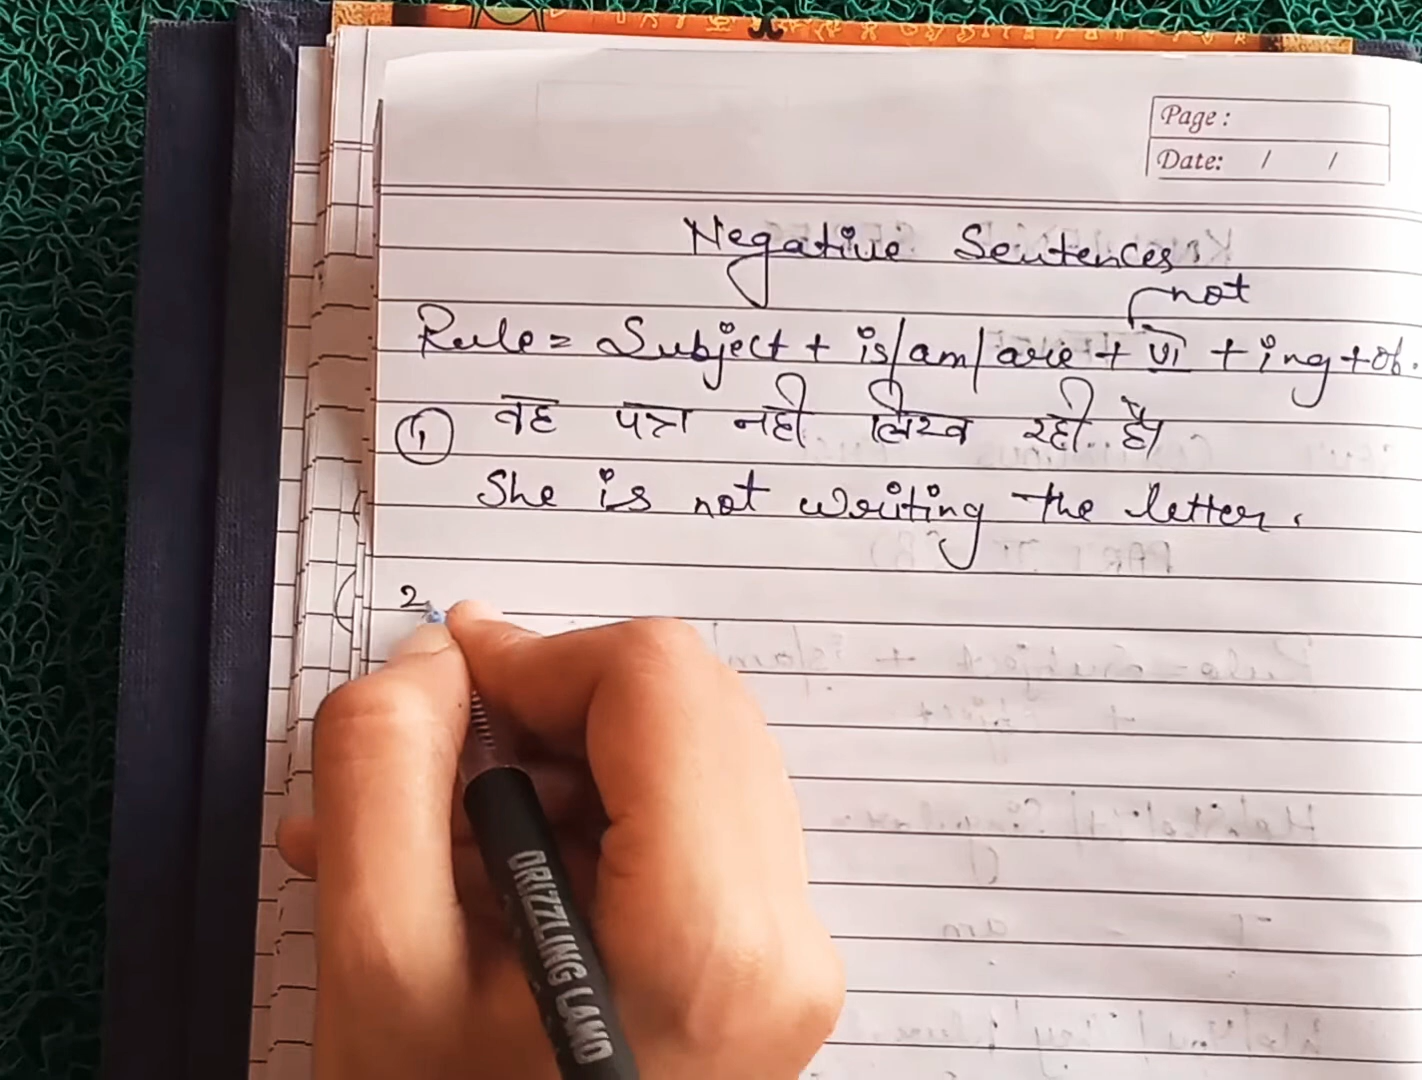 Page :
Date: / /
Negative Sentences
not
Rule = Subject + is/am/are + VI + ing + ob.
① वह पत्र नही लिख रही है।
She is not writing the letter.
2
DRIZZLING LAND